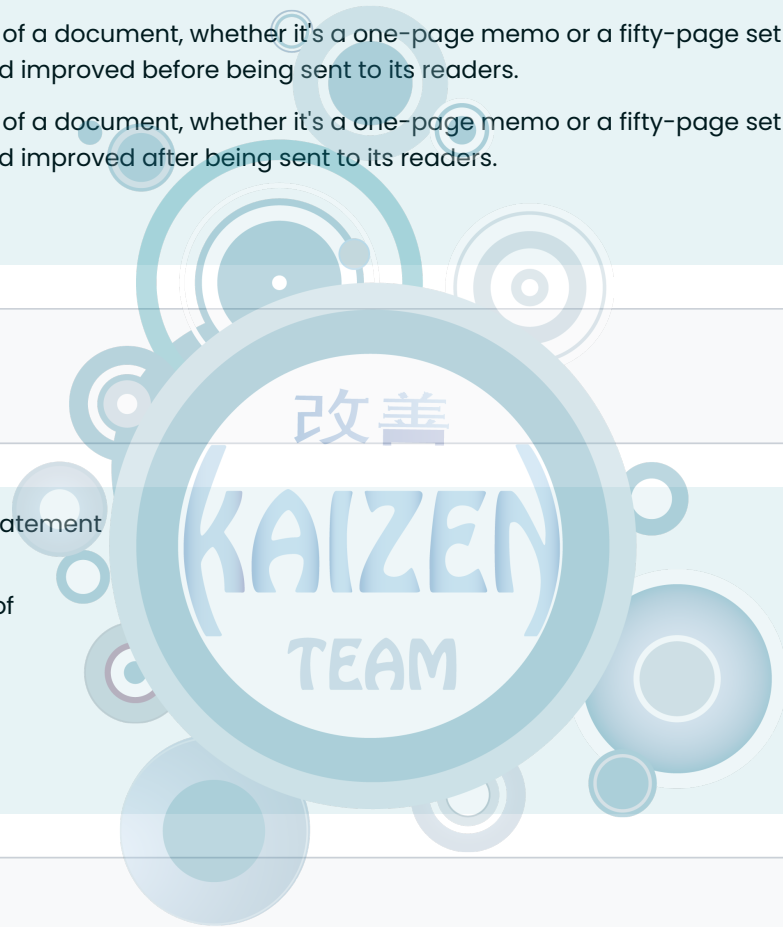 of a document, whether it's a one-page memo or a fifty-page set
d improved before being sent to its readers.
of a document, whether it's a one-page memo or a fifty-page set
d improved after being sent to its readers.
改善
(KAIZEN)
TEAM
atement
of